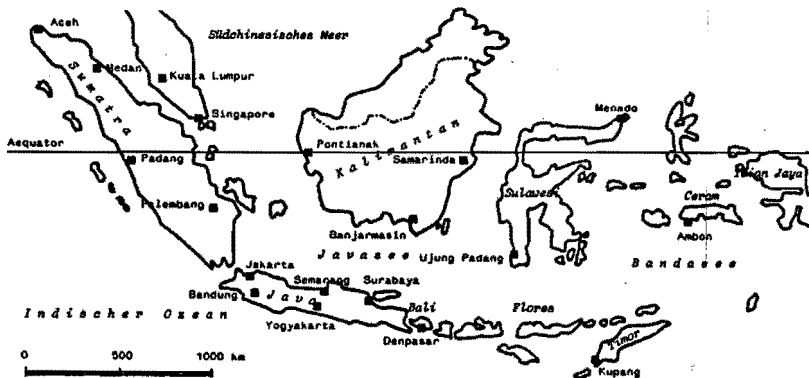 Aceh
Südchinesisches Meer
Medan
Kuala Lumpur
Sumatra
Singapore
Menado
Aequator
Pontianak
Kalimantan
Padang
Samarinda
Irian Jaya
Palembang
Sulawesi
Ceram
Banjarmasin
Ambon
Javasee
Ujung Padang
Bandasee
Jakarta
Semarang
Surabaya
Bandung
Java
Bali
Flores
Indischer Ozean
Yogyakarta
Denpasar
Timor
Kupang
0 500 1000 km